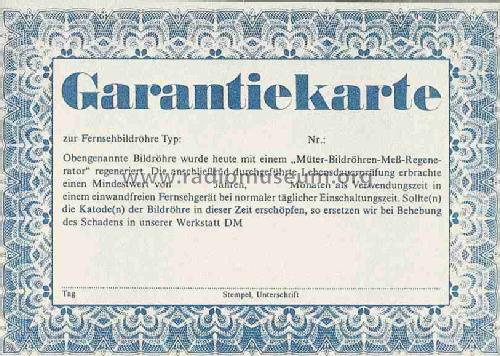 Garantiekarte
zur Fernsehbildröhre Typ: Nr.:
Obengenannte Bildröhre wurde heute mit einem „Müter-Bildröhren-Meß-Regene-
rator" regeneriert. Die anschließend durchgeführte Lebensdauerprüfung erbrachte
www.radiomuseum.org
einen Mindestwert von Jahren, Monaten als Verwendungszeit in
einem einwandfreien Fernsehgerät bei normaler täglicher Einschaltungszeit. Sollte(n)
die Katode(n) der Bildröhre in dieser Zeit erschöpfen, so ersetzen wir bei Behebung
des Schadens in unserer Werkstatt DM
Tag Stempel, Unterschrift